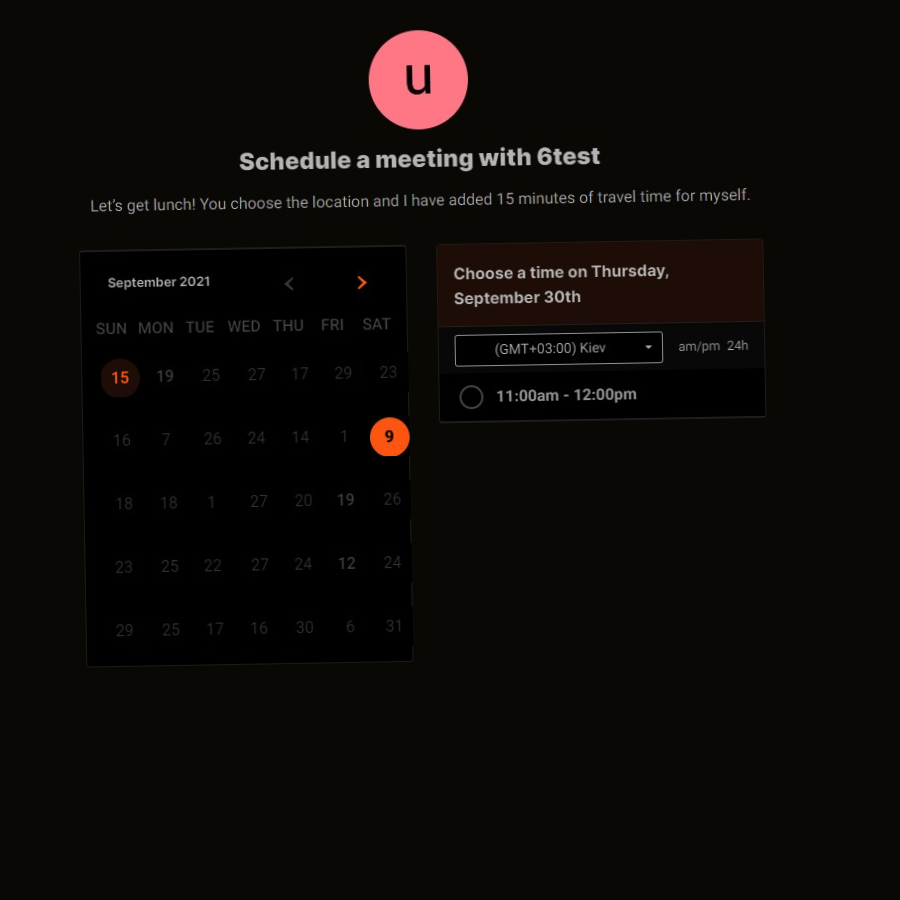 u
Schedule a meeting with 6test
Let's get lunch! You choose the location and I have added 15 minutes of travel time for myself.
September 2021
SUN MON TUE WED THU FRI SAT
15 19 25 27 17 29 23
16 7 26 24 14 1 9
18 18 1 27 20 19 26
23 25 22 27 24 12 24
29 25 17 16 30 6 31
Choose a time on Thursday,
September 30th
(GMT+03:00) Kiev am/pm 24h
11:00am - 12:00pm